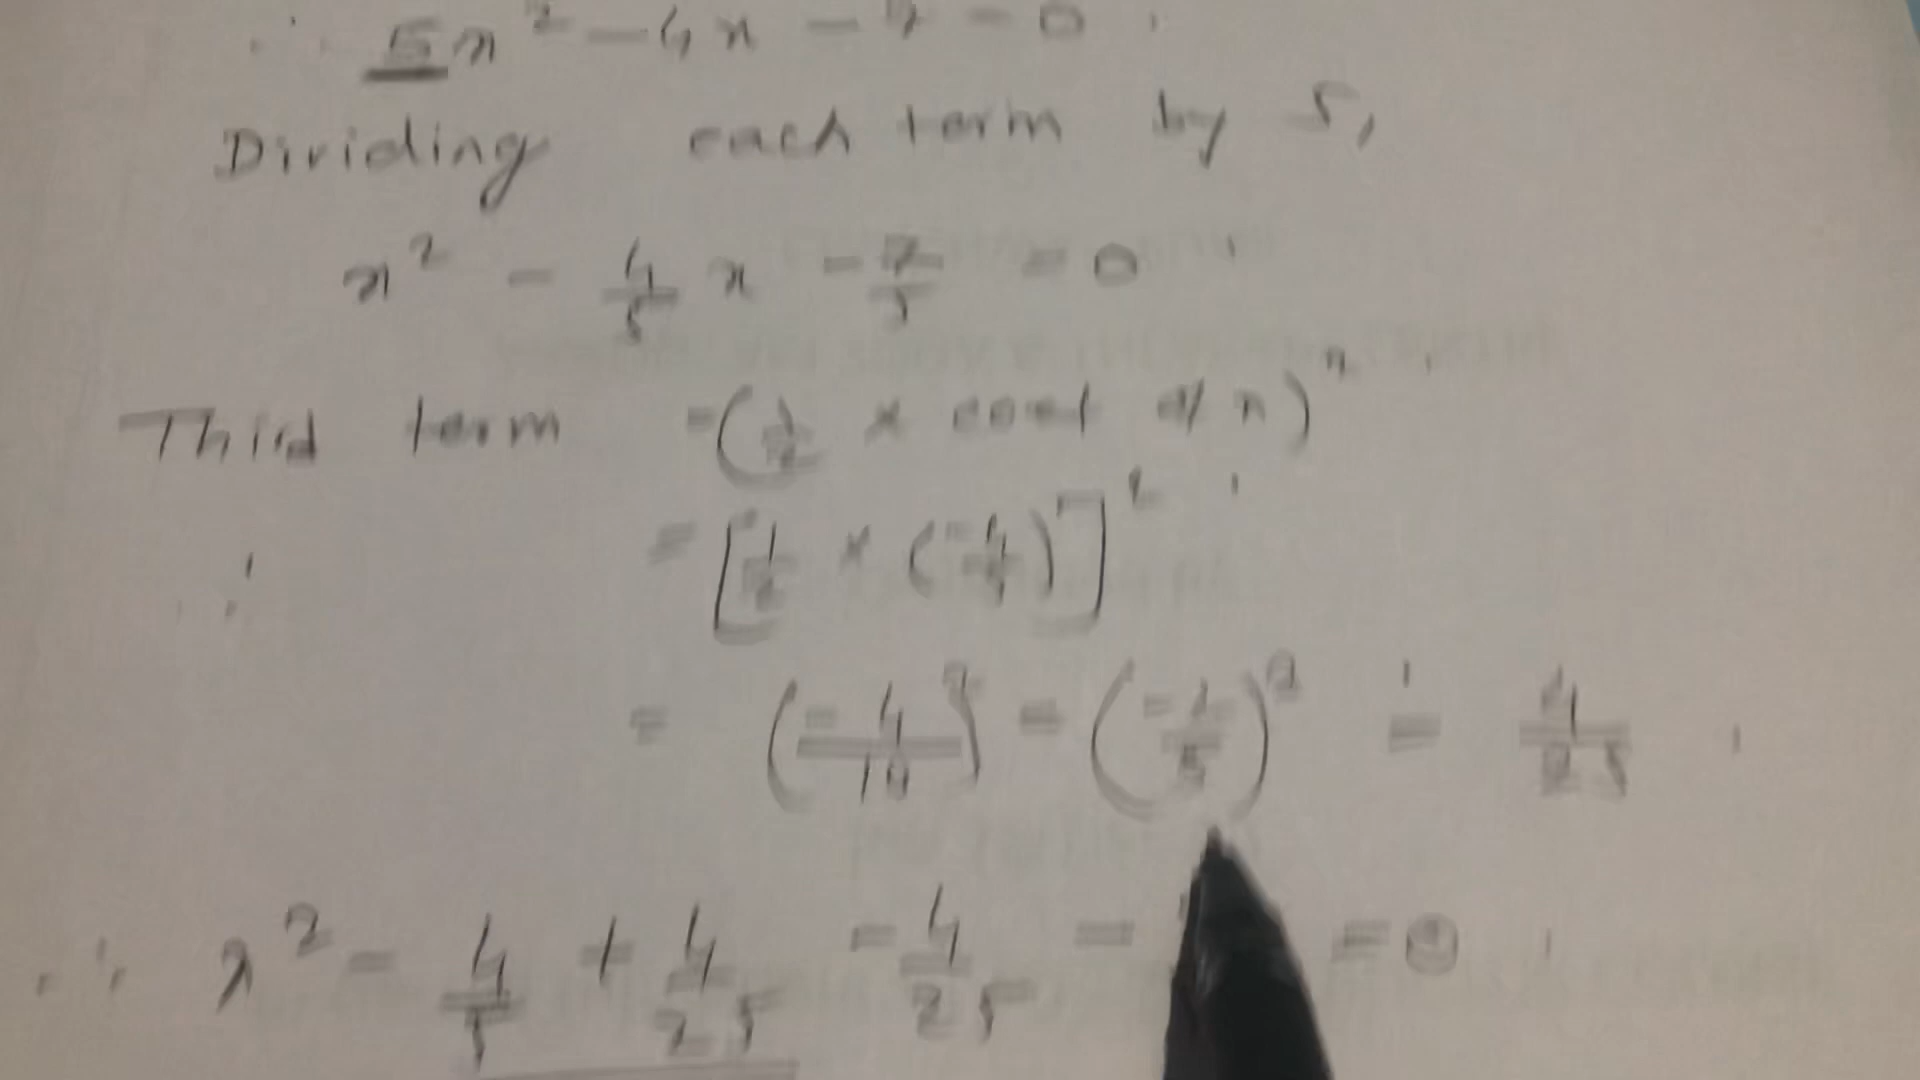 ∴ 5x² - 4x - 7 = 0
Dividing each term by 5,
x² - 4/5 x - 7/5 = 0
Third term = (1/2 × coef of x)²
= [1/2 × (-4/5)]²
= (-4/10)² = (-2/5)² = 4/25
∴ x² - 4/5 + 4/25 - 4/25 - = 0